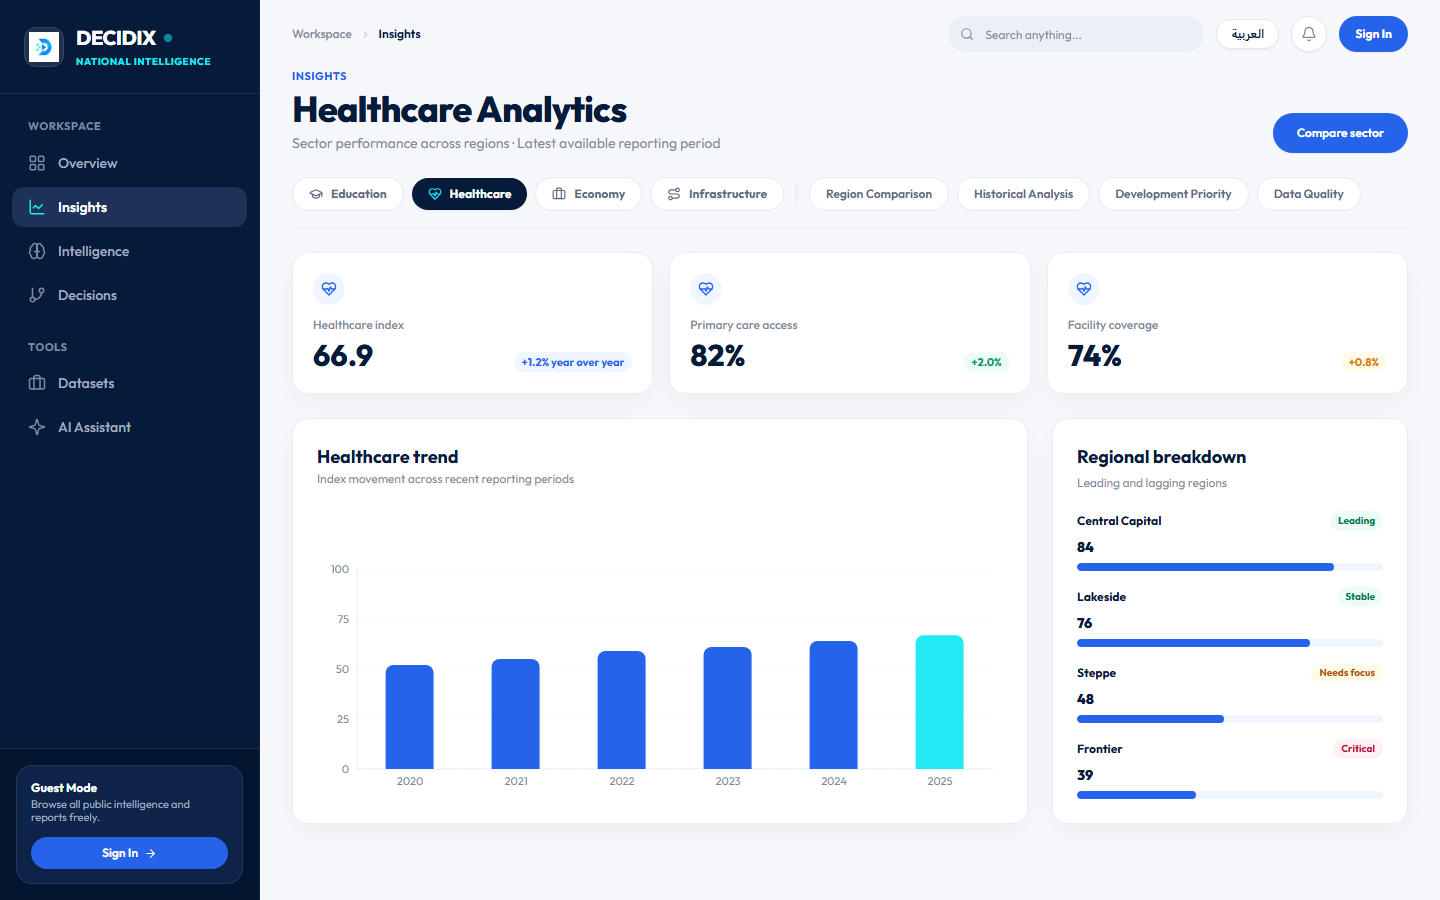 DECIDIX
NATIONAL INTELLIGENCE
WORKSPACE
Overview
Insights
Intelligence
Decisions
TOOLS
Datasets
AI Assistant
Guest Mode
Browse all public intelligence and
reports freely.
Sign In
Workspace
Insights
Search anything...
العربية
Sign In
INSIGHTS
Healthcare Analytics
Sector performance across regions · Latest available reporting period
Compare sector
Education
Healthcare
Economy
Infrastructure
Region Comparison
Historical Analysis
Development Priority
Data Quality
Healthcare index
66.9
+1.2% year over year
Primary care access
82%
+2.0%
Facility coverage
74%
+0.8%
Healthcare trend
Index movement across recent reporting periods
100
75
50
25
0
2020
2021
2022
2023
2024
2025
Regional breakdown
Leading and lagging regions
Central Capital
Leading
84
Lakeside
Stable
76
Steppe
Needs focus
48
Frontier
Critical
39